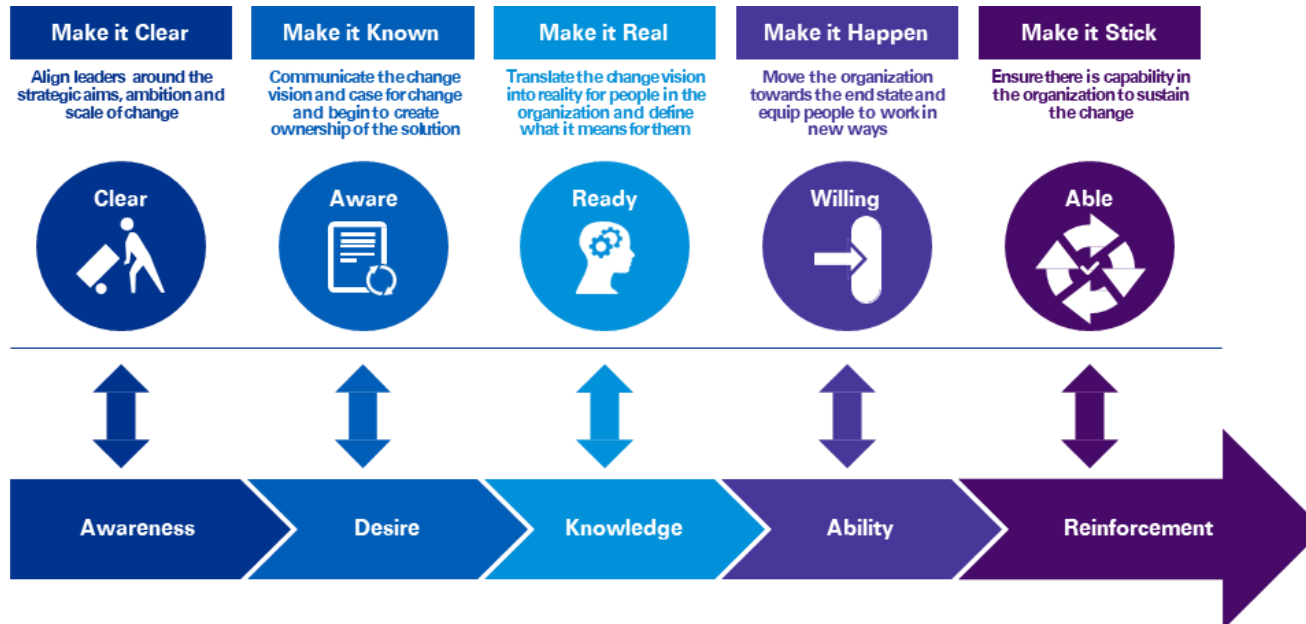 Make it Clear
Align leaders around the
strategic aims, ambition and
scale of change
Make it Known
Communicate the change
vision and case for change
and begin to create
ownership of the solution
Make it Real
Translate the change vision
into reality for people in the
organization and define
what it means for them
Make it Happen
Move the organization
towards the end state and
equip people to work in
new ways
Make it Stick
Ensure there is capability in
the organization to sustain
the change
Clear
Aware
Ready
Willing
Able
Awareness
Desire
Knowledge
Ability
Reinforcement